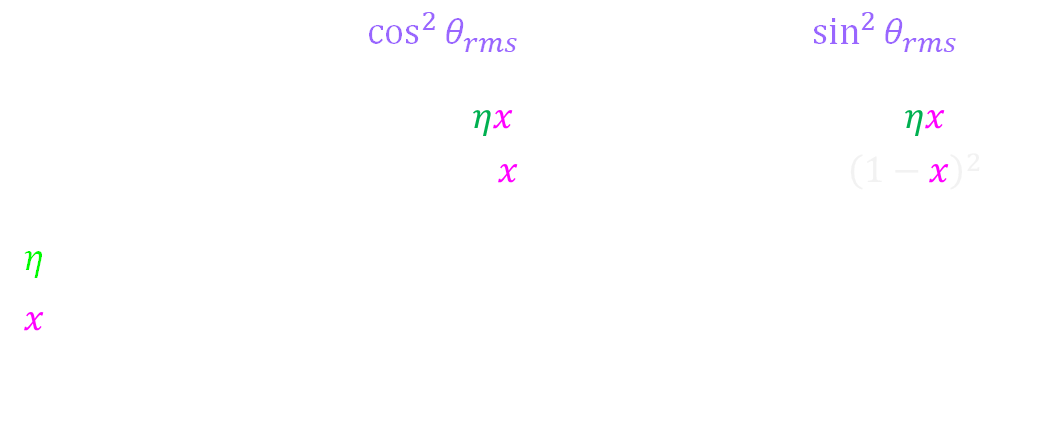 cos² θ_rms sin² θ_rms
ηx ηx
x (1 − x)²
η
x